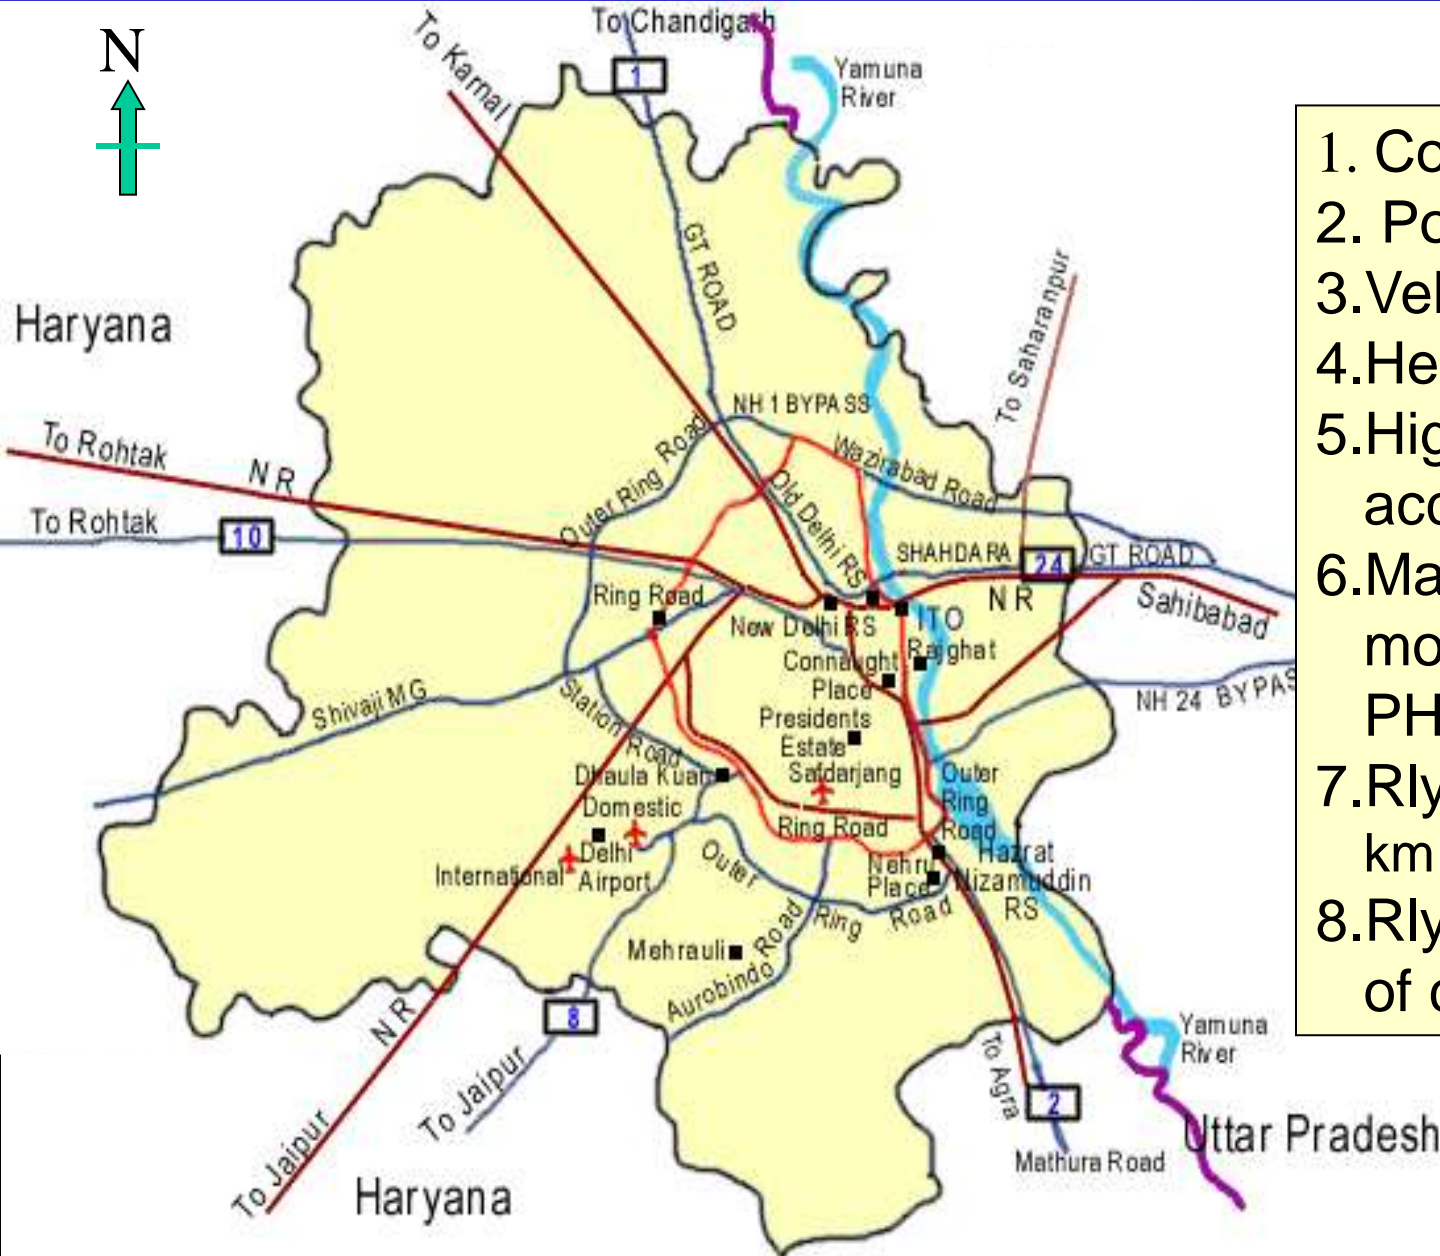 N
To Karnal
To Chandigarh
1
Yamuna
River
Haryana
GT ROAD
To Saharanpur
NH 1 BYPASS
Wazirabad Road
Outer Ring Road
To Rohtak
N R
To Rohtak
10
Old Delhi RS
SHAHDARA
24
GT ROAD
N R
Sahibabad
Ring Road
New Delhi RS
ITO
Rajghat
Connaught
Place
NH 24 BYPAS
Shivaji MG
Station Road
Presidents
Estate
Safdarjang
Dhaula Kuan
Domestic
Delhi
Airport
International
Ring Road
Outer
Ring
Road
Nehru
Place
Hazrat
Nizamuddin
RS
Outer
Ring
Road
Mehrauli
Aurobindo Road
N R
8
To Jaipur
To Jaipur
Haryana
To Agra
2
Mathura Road
Yamuna
River
Uttar Pradesh
1. Co
2. Po
3.Veh
4.He
5.Hig
acc
6.Ma
mo
PH
7.Rly
km
8.Rly
of